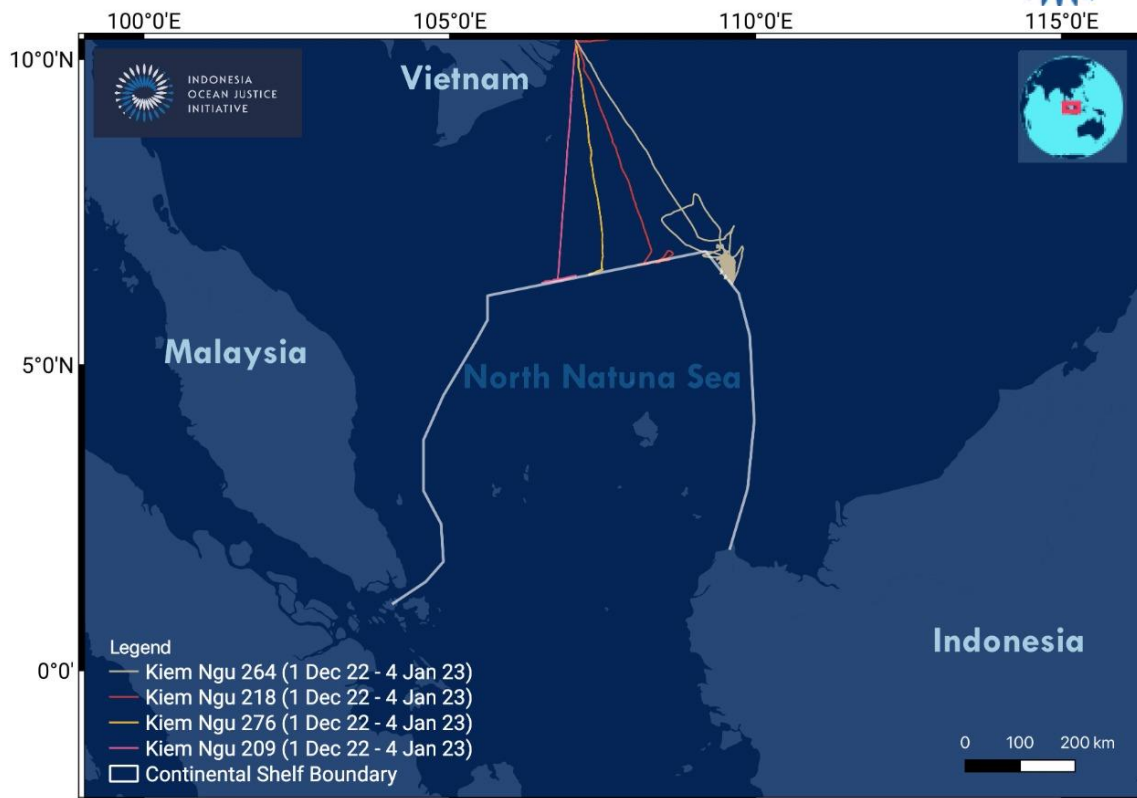 100°0'E 105°0'E 110°0'E 115°0'E
10°0'N
INDONESIA
OCEAN JUSTICE
INITIATIVE
Vietnam
5°0'N
Malaysia
North Natuna Sea
Indonesia
0°0'
Legend
Kiem Ngu 264 (1 Dec 22 - 4 Jan 23)
Kiem Ngu 218 (1 Dec 22 - 4 Jan 23)
Kiem Ngu 276 (1 Dec 22 - 4 Jan 23)
Kiem Ngu 209 (1 Dec 22 - 4 Jan 23)
Continental Shelf Boundary
0 100 200 km